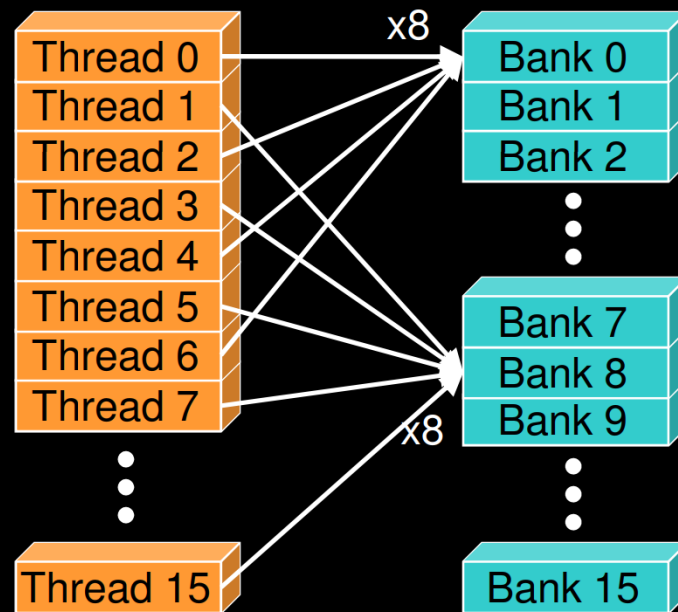 x8
Thread 0
Thread 1
Thread 2
Thread 3
Thread 4
Thread 5
Thread 6
Thread 7
Thread 15
Bank 0
Bank 1
Bank 2
Bank 7
Bank 8
Bank 9
x8
Bank 15